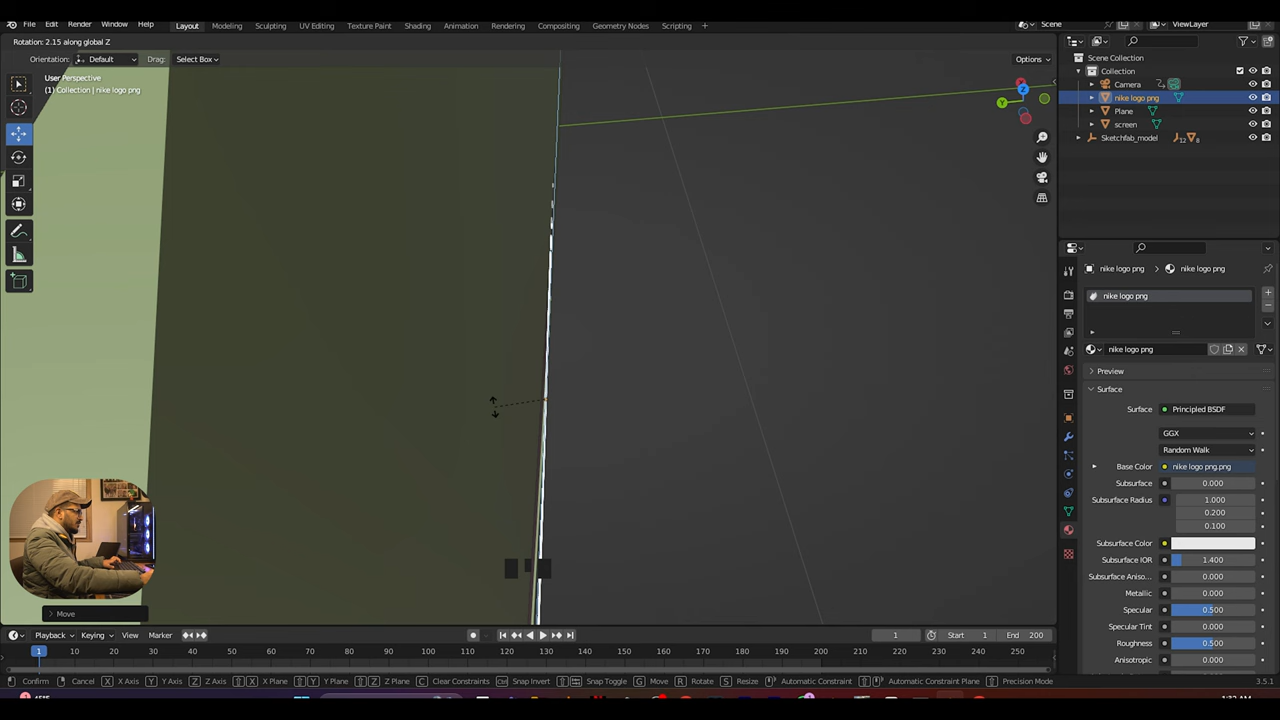 File Edit Render Window Help Layout Modeling Sculpting UV Editing Texture Paint Shading Animation Rendering Compositing Geometry Nodes Scripting + Scene ViewLayer
Rotation: 2.15 along global Z
Orientation: Default Drag: Select Box Options
User Perspective
(1) Collection | nike logo png
Z
Y
Move
Scene Collection
Collection
Camera
nike logo png
Plane
screen
Sketchfab_model 12 8
nike logo png > nike logo png
nike logo png
nike logo png
Preview
Surface
Surface Principled BSDF
GGX
Random Walk
Base Color nike logo png.png
Subsurface 0.000
Subsurface Radius 1.000
0.200
0.100
Subsurface Color
Subsurface IOR 1.400
Subsurface Aniso... 0.000
Metallic 0.000
Specular 0.500
Specular Tint 0.000
Roughness 0.500
Anisotropic 0.000
Playback Keying View Marker 1 Start 1 End 200
1 10 20 30 40 50 60 70 80 90 100 110 120 130 140 150 160 170 180 190 200 210 220 230 240 250
Confirm Cancel X X Axis Y Y Axis Z Z Axis X X Plane Y Y Plane Z Z Plane C Clear Constraints Snap Invert Snap Toggle G Move R Rotate S Resize Automatic Constraint Automatic Constraint Plane Precision Mode 3.5.1